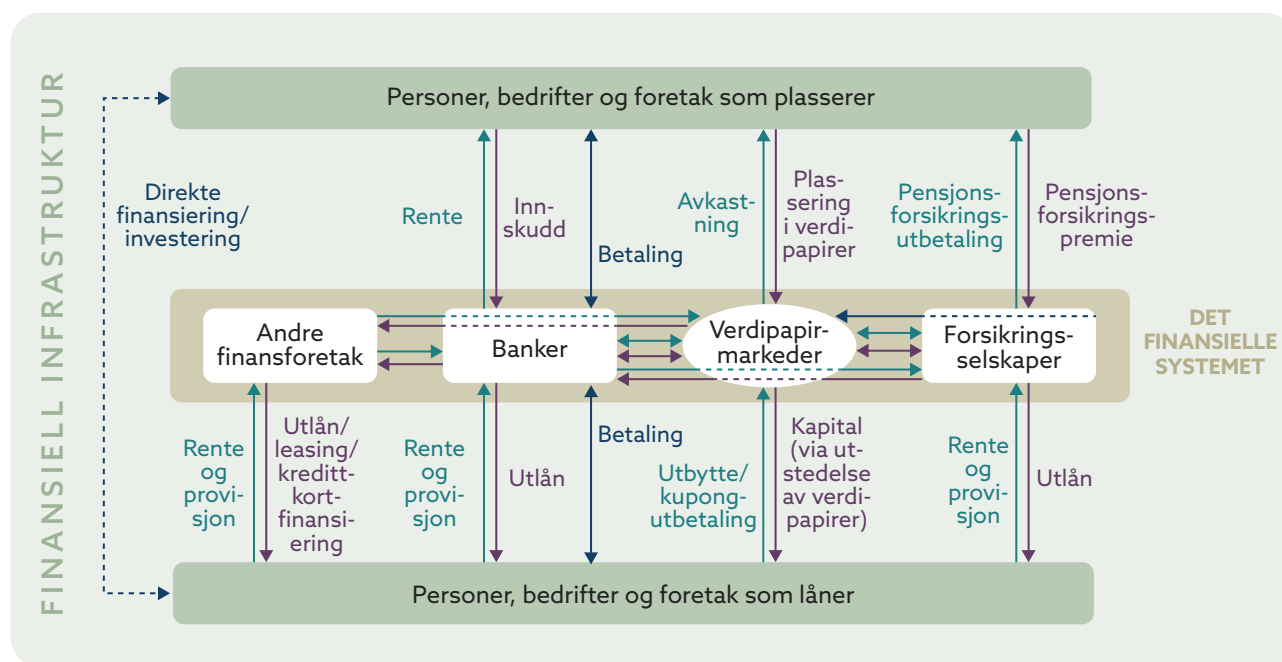 FINANSIELL INFRASTRUKTUR
Personer, bedrifter og foretak som plasserer
Direkte
finansiering/
investering
Rente
Inn-
skudd
Betaling
Avkast-
ning
Plas-
sering
i verdi-
papirer
Pensjons-
forsikrings-
utbetaling
Pensjons-
forsikrings-
premie
Andre
finansforetak
Banker
Verdipapir-
markeder
Forsikrings-
selskaper
DET
FINANSIELLE
SYSTEMET
Rente
og
provi-
sjon
Utlån/
leasing/
kreditt-
kort-
finansi-
ering
Rente
og
provi-
sjon
Utlån
Betaling
Utbytte/
kupong-
utbetaling
Kapital
(via ut-
stedelse
av verdi-
papirer)
Rente
og
provi-
sjon
Utlån
Personer, bedrifter og foretak som låner